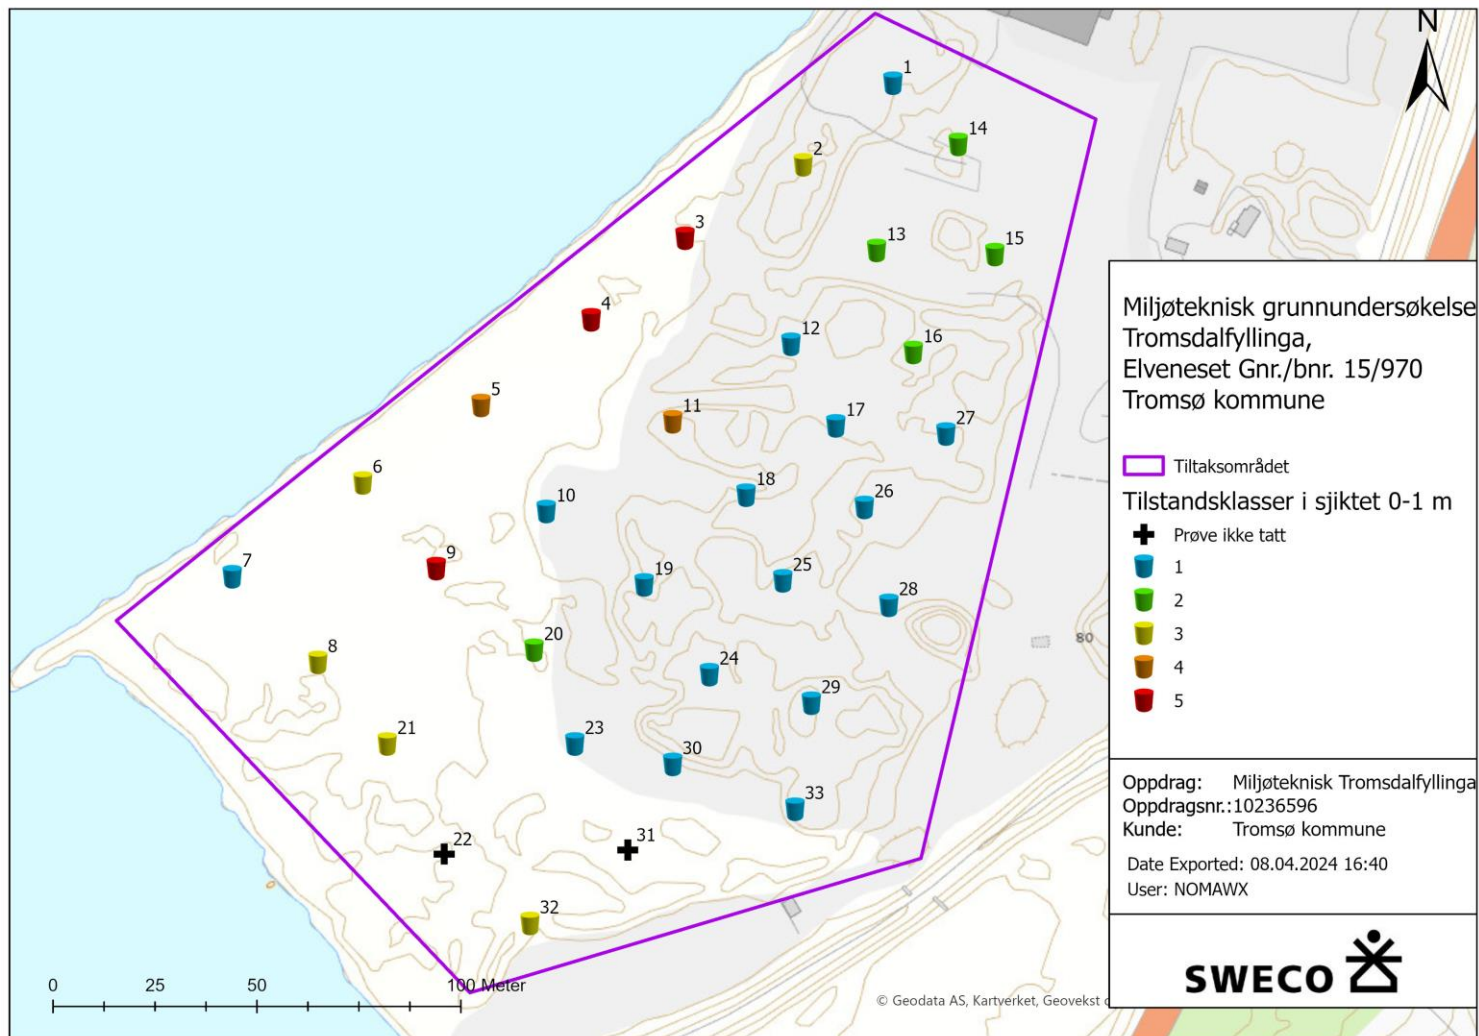 N
1
14
2
3
13
15
4
12
16
5
11
17
27
6
10
18
26
7
9
19
25
28
8
20
24
29
21
23
30
33
22
31
32
80
0 25 50 100 Meter
© Geodata AS, Kartverket, Geovekst
Miljøteknisk grunnundersøkelse
Tromsdalfyllinga,
Elveneset Gnr./bnr. 15/970
Tromsø kommune
Tiltaksområdet
Tilstandsklasser i sjiktet 0-1 m
Prøve ikke tatt
1
2
3
4
5
Oppdrag: Miljøteknisk Tromsdalfyllinga
Oppdragsnr.:10236596
Kunde: Tromsø kommune
Date Exported: 08.04.2024 16:40
User: NOMAWX
SWECO